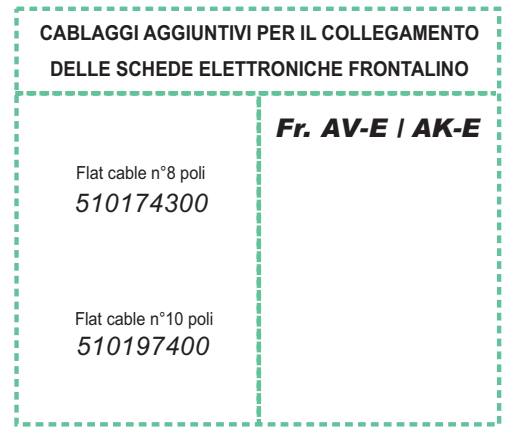 CABLAGGI AGGIUNTIVI PER IL COLLEGAMENTO
DELLE SCHEDE ELETTRONICHE FRONTALINO
Fr. AV-E / AK-E
Flat cable n°8 poli
510174300
Flat cable n°10 poli
510197400